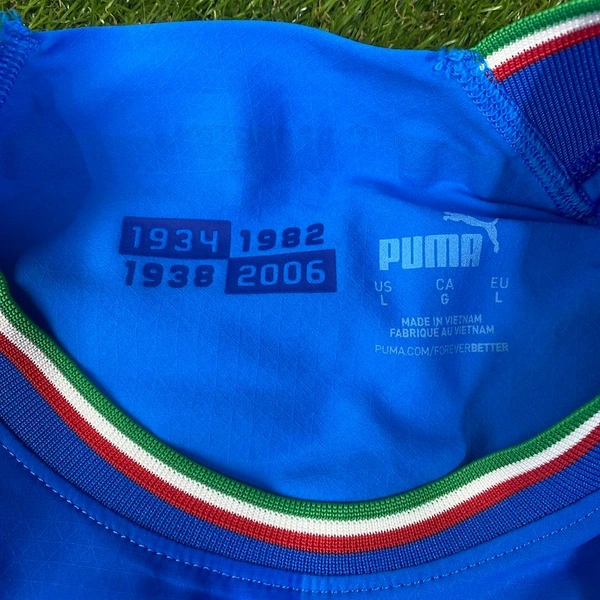 1934 1982
1938 2006
PUMA
US CA EU
L G L
MADE IN VIETNAM
FABRIQUE AU VIETNAM
PUMA.COM/FOREVERBETTER